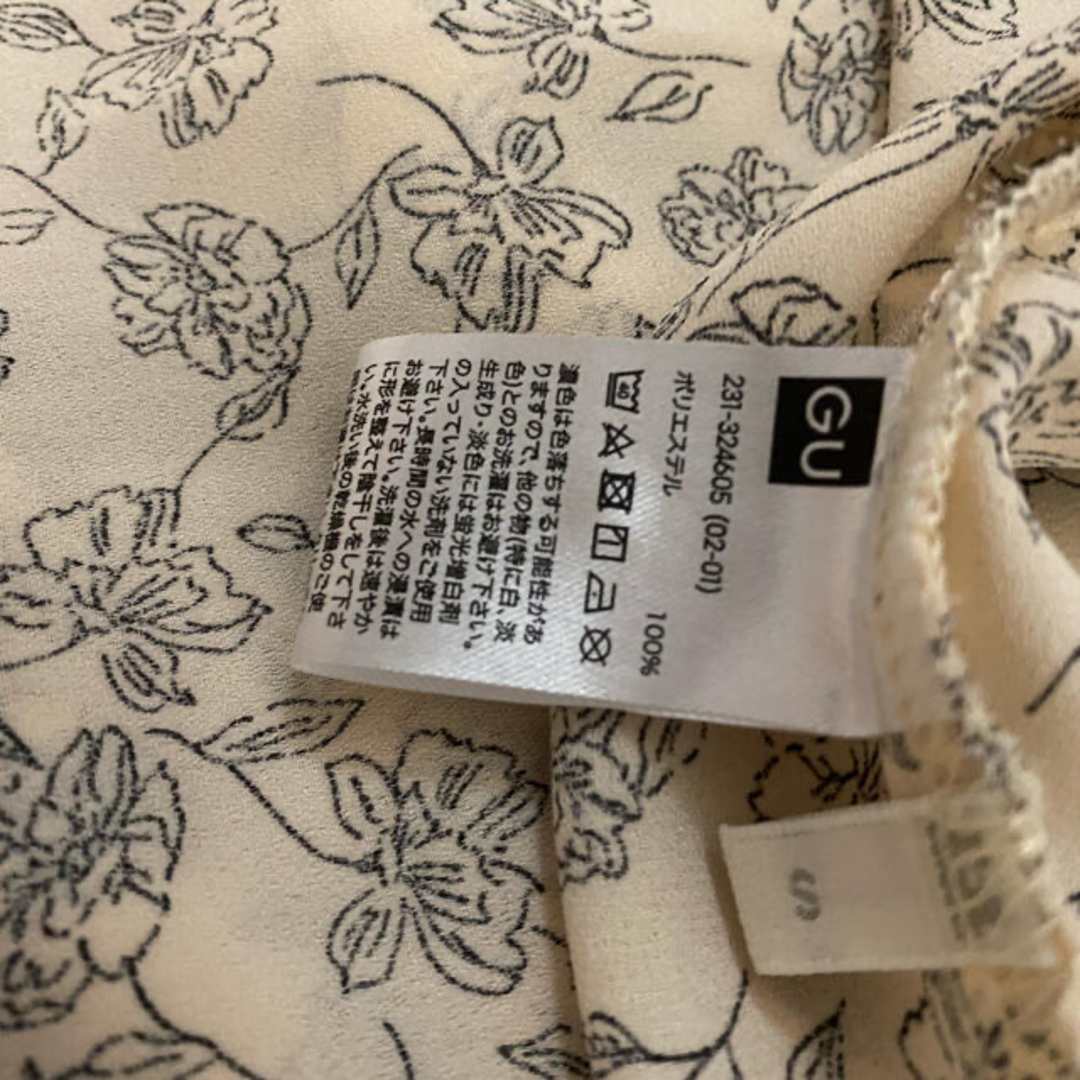 GU
231-324605 (02-01)
ポリエステル 100%
40
濃色は色落ちする可能性があ
りますので、他の物(特に白、淡
色)とのお洗濯はお避け下さい。
生成り・淡色には蛍光増白剤
の入っていない洗剤をご使用
下さい。長時間の水への浸漬は
お避け下さい。洗濯後は速やか
に形を整えて陰干しをして下さ
い。水洗い後の乾燥機のご使